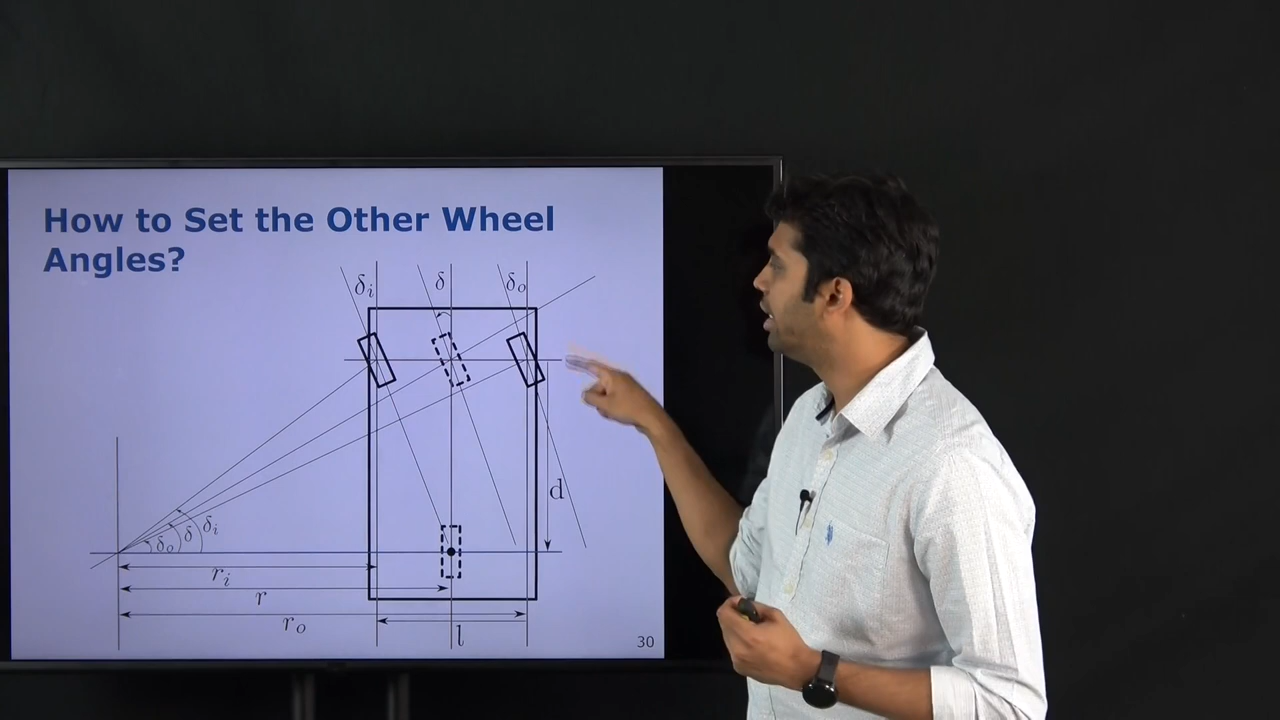 How to Set the Other Wheel
Angles?
δᵢ δ δₒ
d
δₒ δ δᵢ
rᵢ
r
rₒ
l
30